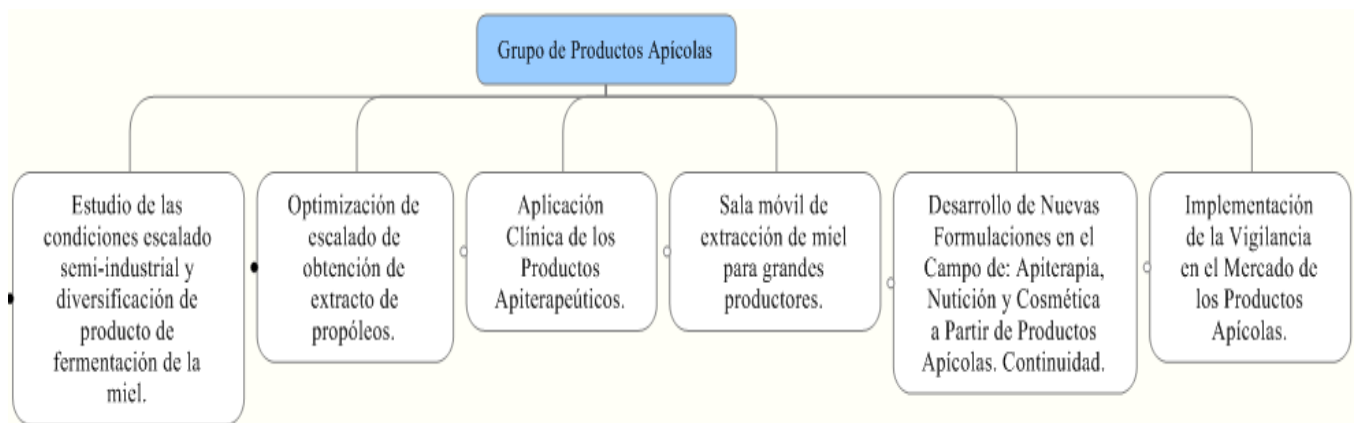 Grupo de Productos Apícolas
Estudio de las
condiciones escalado
semi-industrial y
diversificación de
producto de
fermentación de la
miel.
Optimización de
escalado de
obtención de
extracto de
propóleos.
Aplicación
Clínica de los
Productos
Apiterapeúticos.
Sala móvil de
extracción de miel
para grandes
productores.
Desarrollo de Nuevas
Formulaciones en el
Campo de: Apiterapia,
Nutición y Cosmética
a Partir de Productos
Apícolas. Continuidad.
Implementación
de la Vigilancia
en el Mercado de
los Productos
Apícolas.